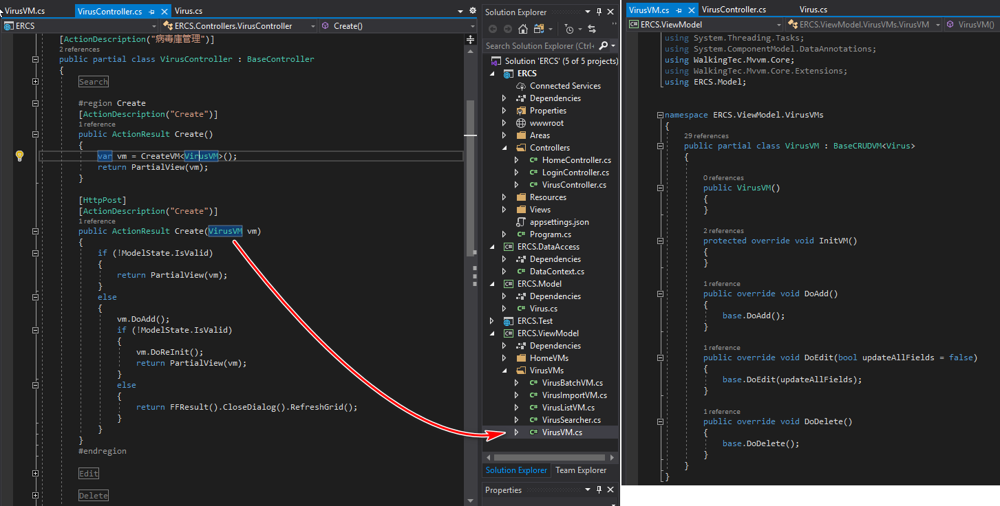 VirusVM.cs
VirusController.cs
Virus.cs
ERCS
ERCS.Controllers.VirusController
Create()
[ActionDescription("病毒庫管理")]
2 references
public partial class VirusController : BaseController
{
Search
#region Create
[ActionDescription("Create")]
1 reference
public ActionResult Create()
{
var vm = CreateVM<VirusVM>();
return PartialView(vm);
}
[HttpPost]
[ActionDescription("Create")]
1 reference
public ActionResult Create(VirusVM vm)
{
if (!ModelState.IsValid)
{
return PartialView(vm);
}
else
{
vm.DoAdd();
if (!ModelState.IsValid)
{
vm.DoReInit();
return PartialView(vm);
}
else
{
return FFResult().CloseDialog().RefreshGrid();
}
}
}
#endregion
Edit
Delete
Solution Explorer
Search Solution Explorer (Ctrl+
Solution 'ERCS' (5 of 5 projects)
ERCS
Connected Services
Dependencies
Properties
wwwroot
Areas
Controllers
C# HomeController.cs
C# LoginController.cs
C# VirusController.cs
Resources
Views
appsettings.json
C# Program.cs
C# ERCS.DataAccess
Dependencies
C# DataContext.cs
C# ERCS.Model
Dependencies
C# Virus.cs
ERCS.Test
C# ERCS.ViewModel
Dependencies
HomeVMs
VirusVMs
C# VirusBatchVM.cs
C# VirusImportVM.cs
C# VirusListVM.cs
C# VirusSearcher.cs
C# VirusVM.cs
Solution Explorer
Team Explorer
Properties
VirusVM.cs
VirusController.cs
Virus.cs
C# ERCS.ViewModel
ERCS.ViewModel.VirusVMs.VirusVM
VirusVM()
using System.Threading.Tasks;
using System.ComponentModel.DataAnnotations;
using WalkingTec.Mvvm.Core;
using WalkingTec.Mvvm.Core.Extensions;
using ERCS.Model;
namespace ERCS.ViewModel.VirusVMs
{
29 references
public partial class VirusVM : BaseCRUDVM<Virus>
{
0 references
public VirusVM()
{
}
2 references
protected override void InitVM()
{
}
1 reference
public override void DoAdd()
{
base.DoAdd();
}
1 reference
public override void DoEdit(bool updateAllFields = false)
{
base.DoEdit(updateAllFields);
}
1 reference
public override void DoDelete()
{
base.DoDelete();
}
}
}